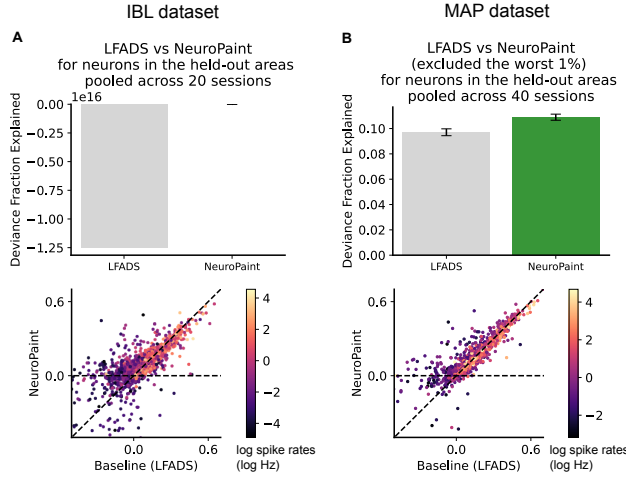 IBL dataset
MAP dataset
A
LFADS vs NeuroPaint
for neurons in the held-out areas
pooled across 20 sessions
1e16
0.00
−0.25
−0.50
−0.75
−1.00
−1.25
Deviance Fraction Explained
LFADS
NeuroPaint
B
LFADS vs NeuroPaint
(excluded the worst 1%)
for neurons in the held-out areas
pooled across 40 sessions
0.10
0.08
0.06
0.04
0.02
0.00
Deviance Fraction Explained
LFADS
NeuroPaint
0.6
0.0
NeuroPaint
0.0
0.6
Baseline (LFADS)
4
2
0
−2
−4
log spike rates
(log Hz)
0.6
0.0
NeuroPaint
0.0
0.6
Baseline (LFADS)
4
2
0
−2
log spike rates
(log Hz)